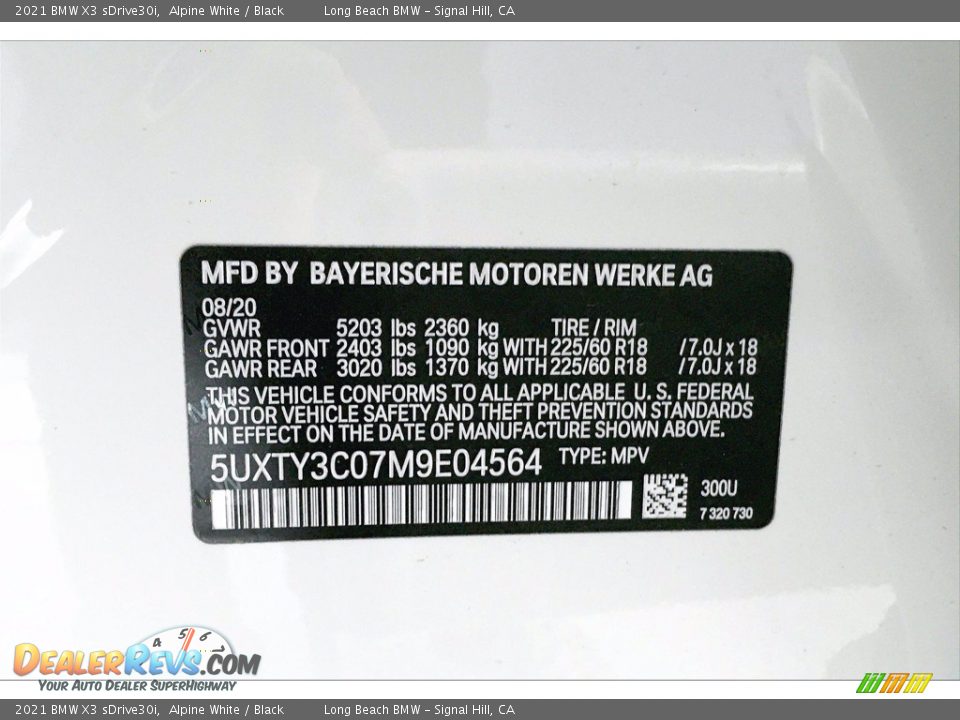 2021 BMW X3 sDrive30i, Alpine White / Black Long Beach BMW - Signal Hill, CA
MFD BY BAYERISCHE MOTOREN WERKE AG
08/20
GVWR 5203 lbs 2360 kg TIRE / RIM
GAWR FRONT 2403 lbs 1090 kg WITH 225/60 R18 /7.0J x 18
GAWR REAR 3020 lbs 1370 kg WITH 225/60 R18 /7.0J x 18
THIS VEHICLE CONFORMS TO ALL APPLICABLE U. S. FEDERAL
MOTOR VEHICLE SAFETY AND THEFT PREVENTION STANDARDS
IN EFFECT ON THE DATE OF MANUFACTURE SHOWN ABOVE.
5UXTY3C07M9E04564 TYPE: MPV
300U
7 320 730
4 5 6
DEALERREVS.COM
YOUR AUTO DEALER SUPERHIGHWAY
2021 BMW X3 sDrive30i, Alpine White / Black Long Beach BMW - Signal Hill, CA